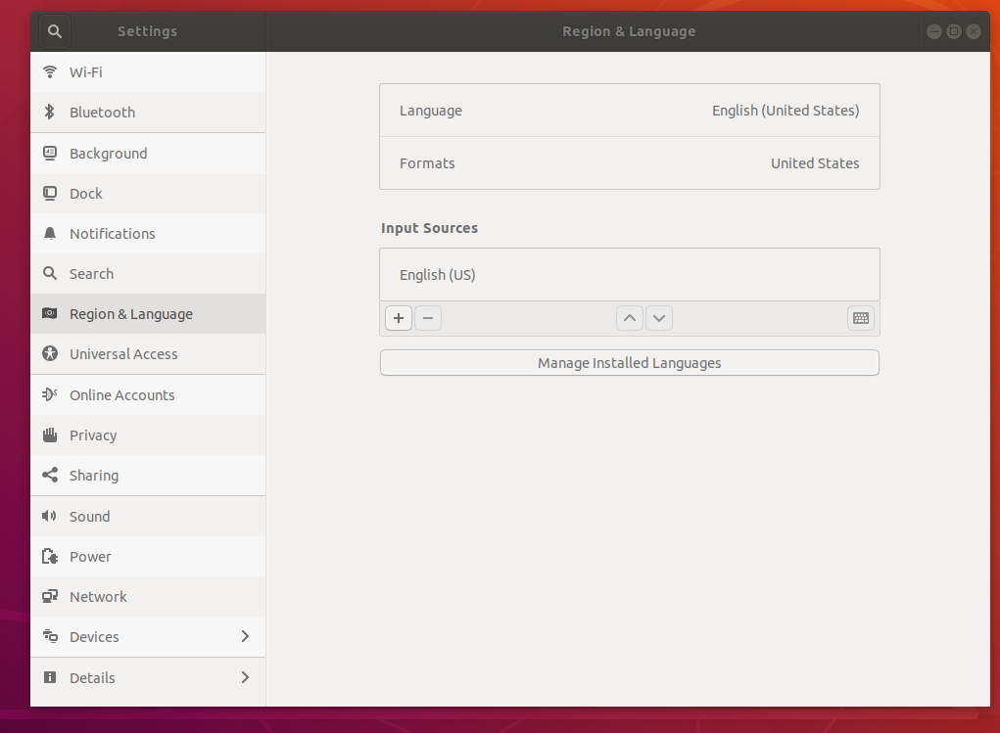 Settings
Region & Language
Wi-Fi
Bluetooth
Background
Dock
Notifications
Search
Region & Language
Universal Access
Online Accounts
Privacy
Sharing
Sound
Power
Network
Devices
Details
Language English (United States)
Formats United States
Input Sources
English (US)
Manage Installed Languages